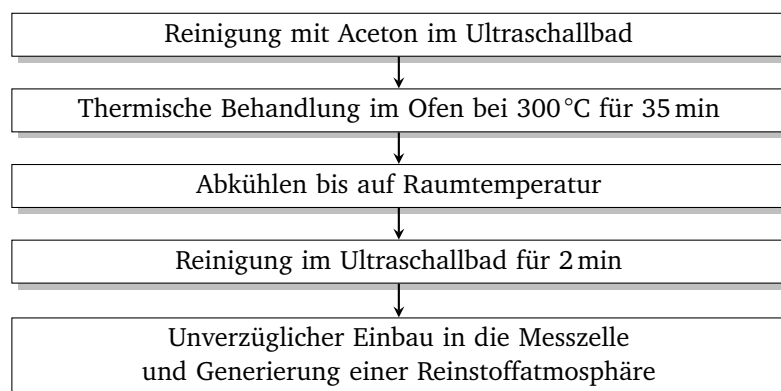 Reinigung mit Aceton im Ultraschallbad
Thermische Behandlung im Ofen bei 300 °C für 35 min
Abkühlen bis auf Raumtemperatur
Reinigung im Ultraschallbad für 2 min
Unverzüglicher Einbau in die Messzelle
und Generierung einer Reinstoffatmosphäre